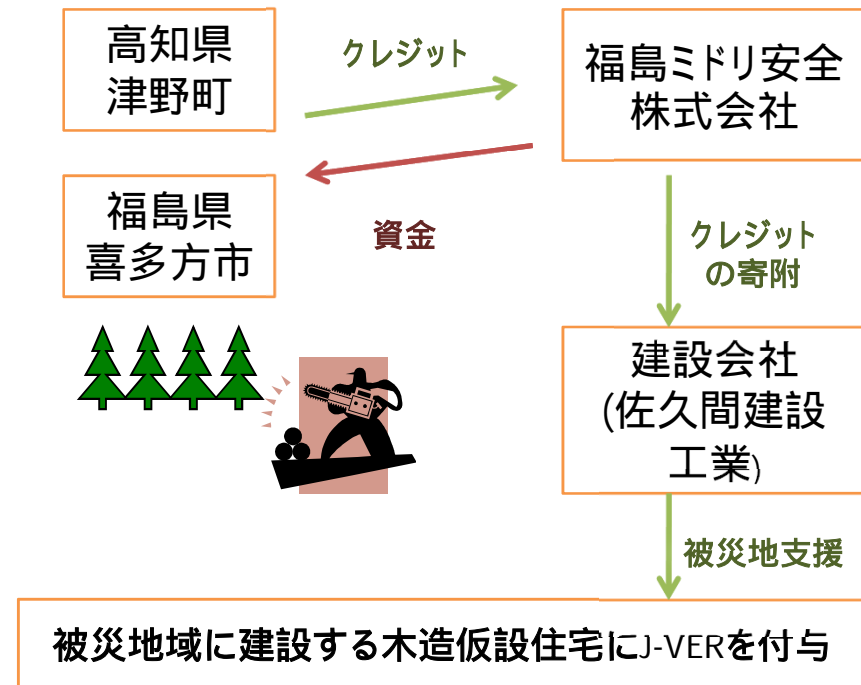 高知県
津野町
クレジット
福島ミドリ安全
株式会社
福島県
喜多方市
資金
クレジット
の寄附
建設会社
(佐久間建設
工業)
被災地支援
被災地域に建設する木造仮設住宅にJ-VERを付与